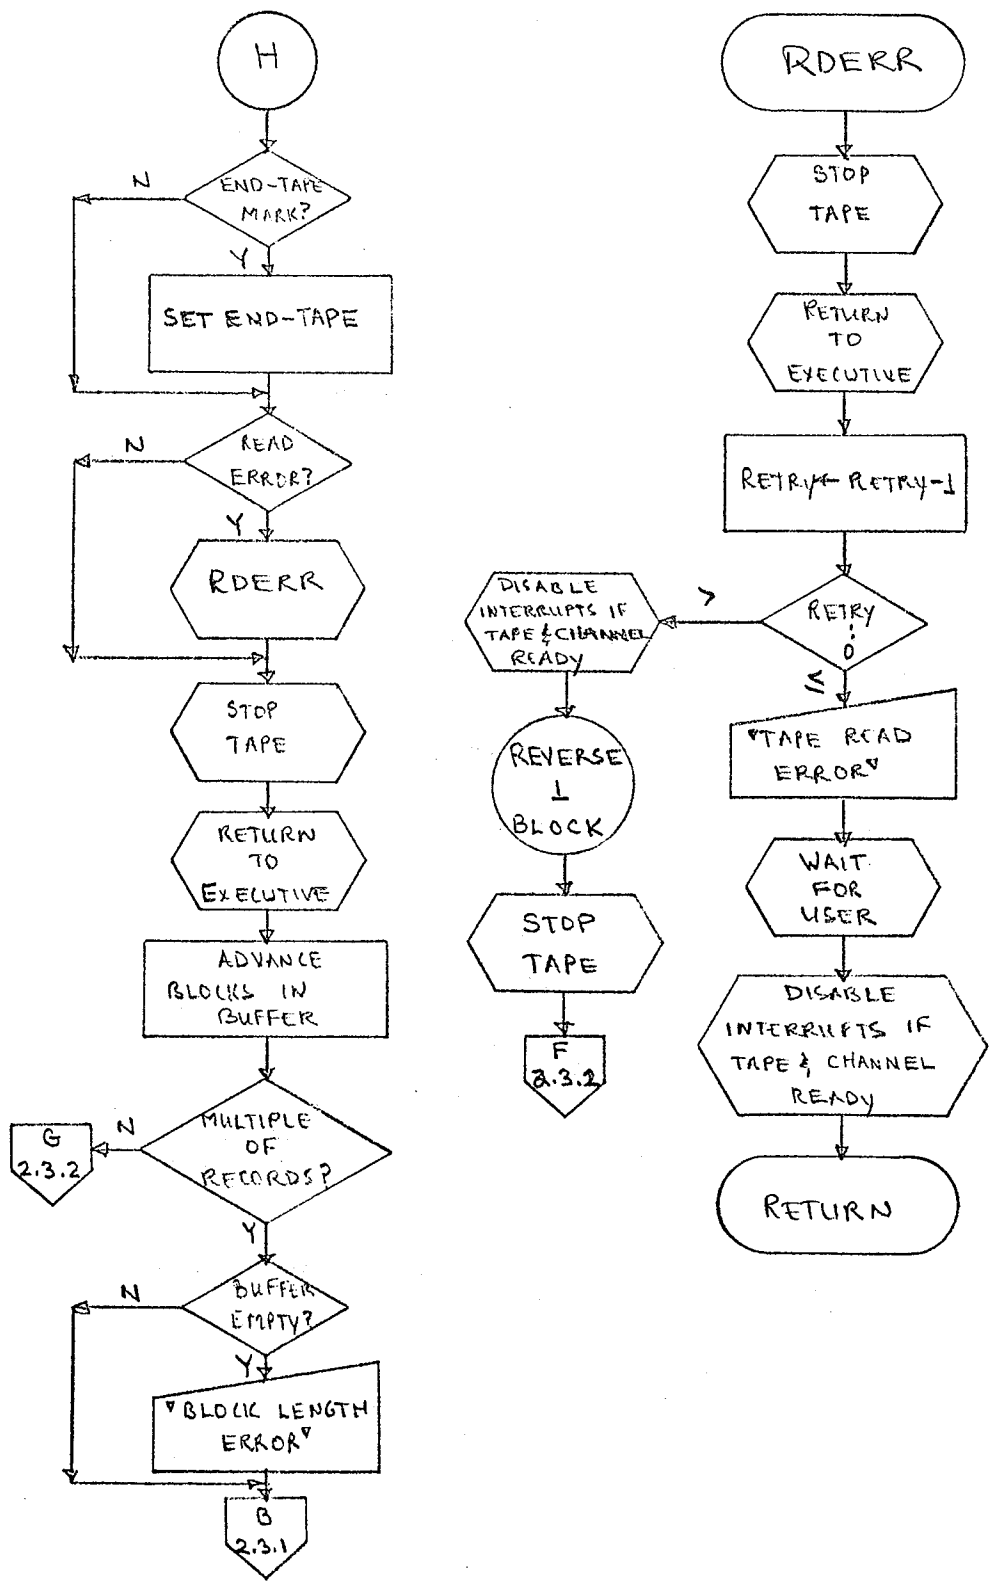 H
N
END-TAPE
MARK?
Y
SET END-TAPE
N
READ
ERROR?
Y
RDERR
STOP
TAPE
RETURN
TO
EXECUTIVE
ADVANCE
BLOCKS IN
BUFFER
N
G
2.3.2
MULTIPLE
OF
RECORDS?
Y
N
BUFFER
EMPTY?
Y
"BLOCK LENGTH
ERROR"
B
2.3.1
RDERR
STOP
TAPE
RETURN
TO
EXECUTIVE
RETRY←RETRY-1
RETRY
:
0
>
≤
DISABLE
INTERRUPTS IF
TAPE & CHANNEL
READY
REVERSE
1
BLOCK
STOP
TAPE
F
2.3.2
"TAPE READ
ERROR"
WAIT
FOR
USER
DISABLE
INTERRUPTS IF
TAPE & CHANNEL
READY
RETURN